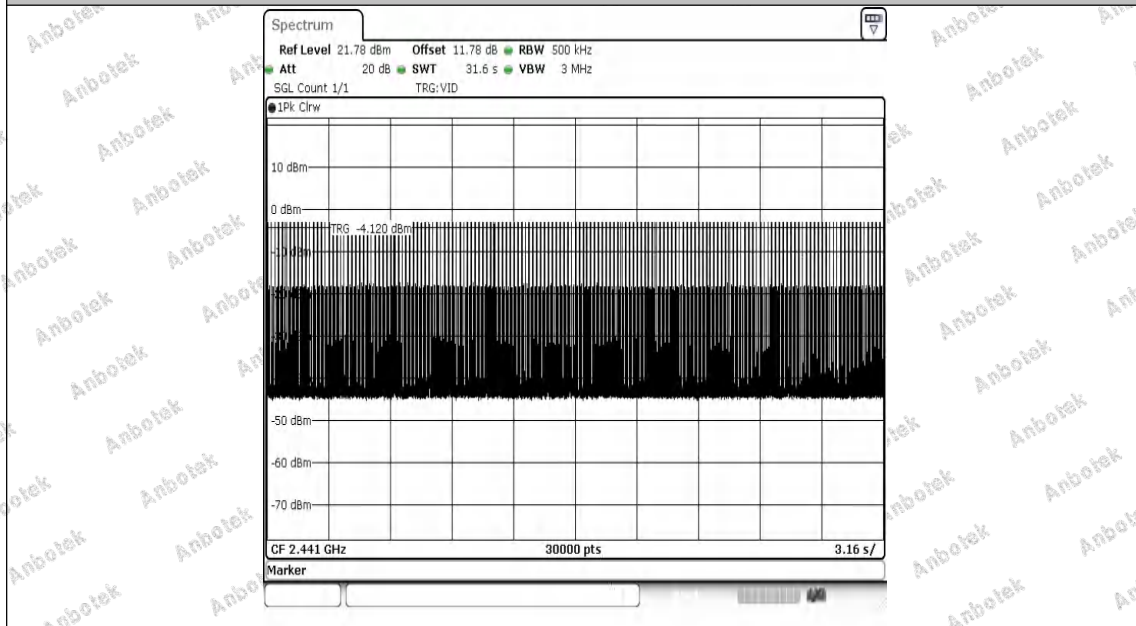 Spectrum
Ref Level 21.78 dBm Offset 11.78 dB RBW 500 kHz
Att 20 dB SWT 31.6 s VBW 3 MHz
SGL Count 1/1 TRG:VID
1Pk Clrw
10 dBm
0 dBm
TRG -4.120 dBm
-10 dBm
-50 dBm
-60 dBm
-70 dBm
CF 2.441 GHz 30000 pts 3.16 s/
Marker
Anbotek